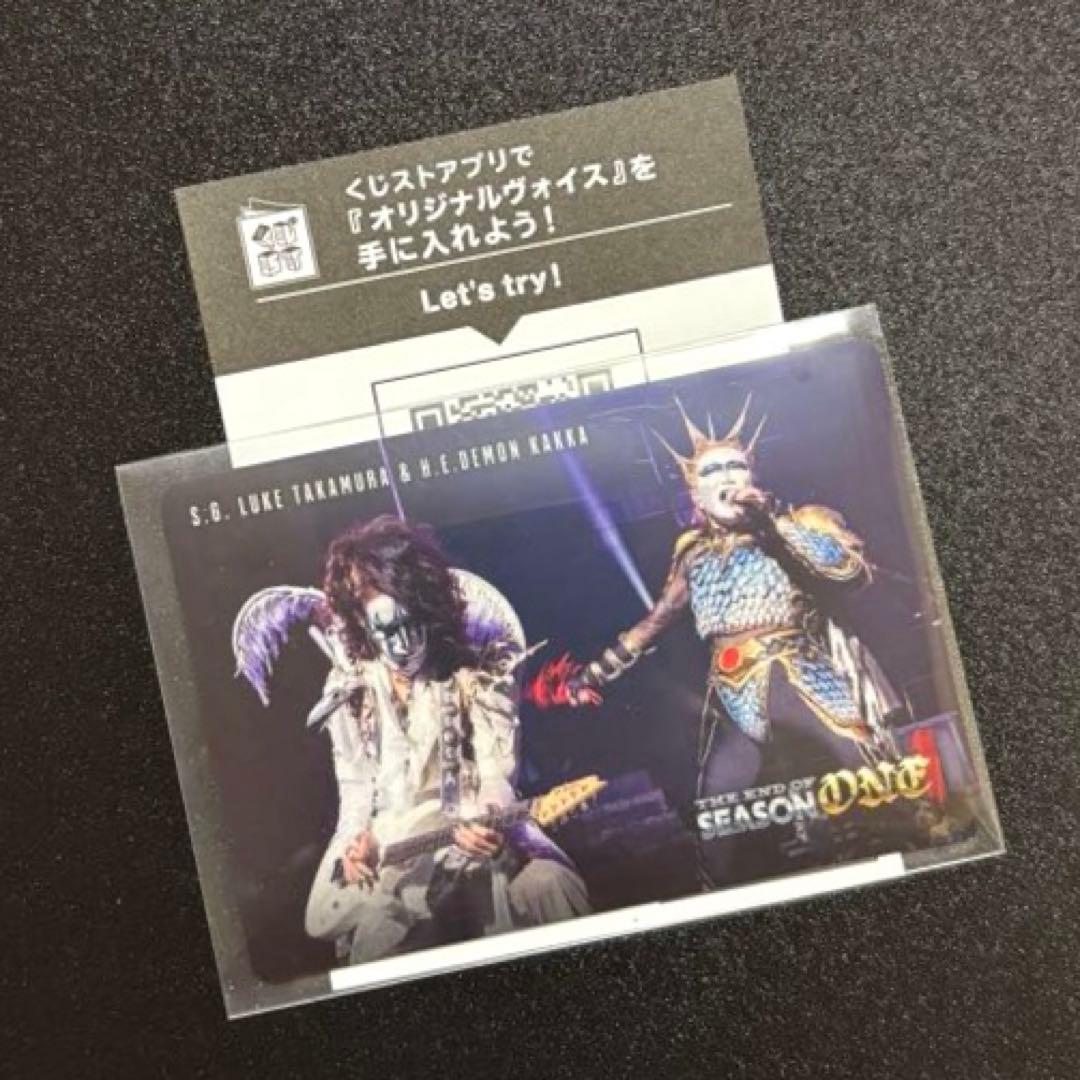 くじストアプリで
『オリジナルヴォイス』を
手に入れよう!
Let's try!
S.G. LUKE TAKAMURA & H.E.DEMON KAKKA
THE END OF
SEASON ONE